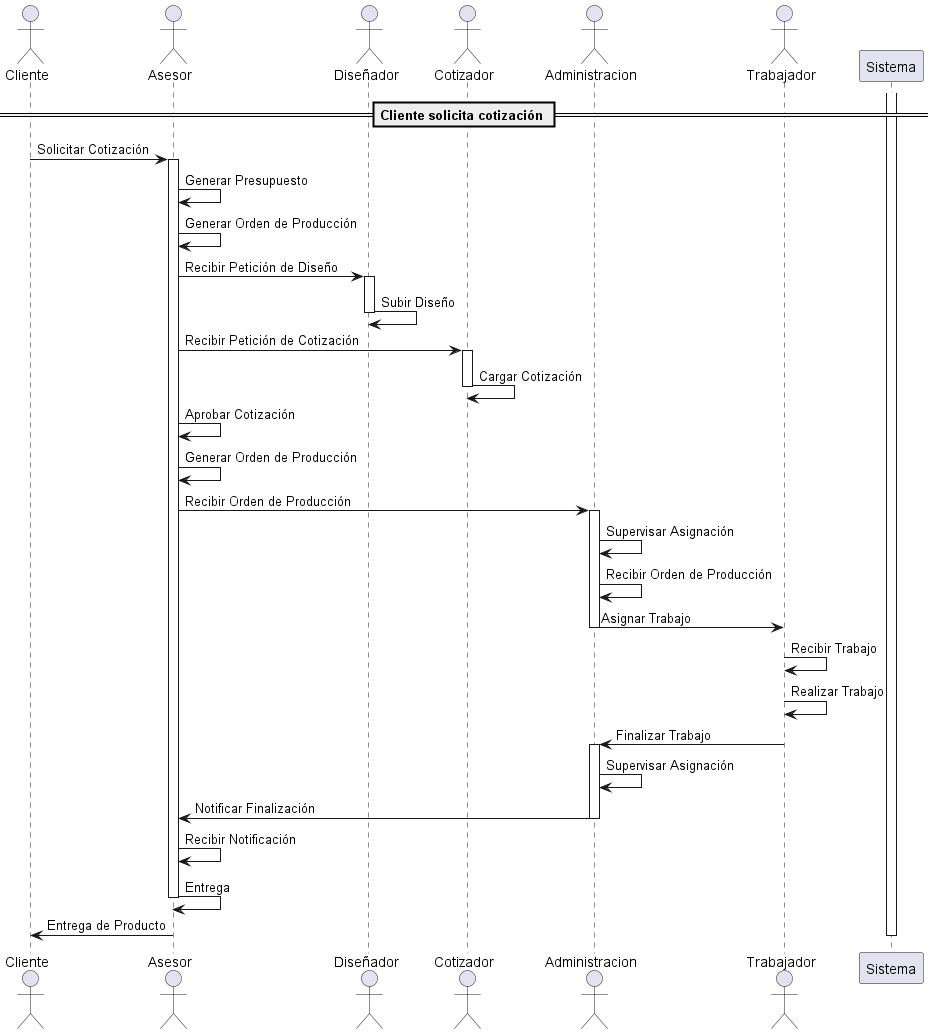 Cliente
Asesor
Diseñador
Cotizador
Administracion
Trabajador
Sistema
Cliente solicita cotización
Solicitar Cotización
Generar Presupuesto
Generar Orden de Producción
Recibir Petición de Diseño
Subir Diseño
Recibir Petición de Cotización
Cargar Cotización
Aprobar Cotización
Generar Orden de Producción
Recibir Orden de Producción
Supervisar Asignación
Recibir Orden de Producción
Asignar Trabajo
Recibir Trabajo
Realizar Trabajo
Finalizar Trabajo
Supervisar Asignación
Notificar Finalización
Recibir Notificación
Entrega
Entrega de Producto
Cliente
Asesor
Diseñador
Cotizador
Administracion
Trabajador
Sistema